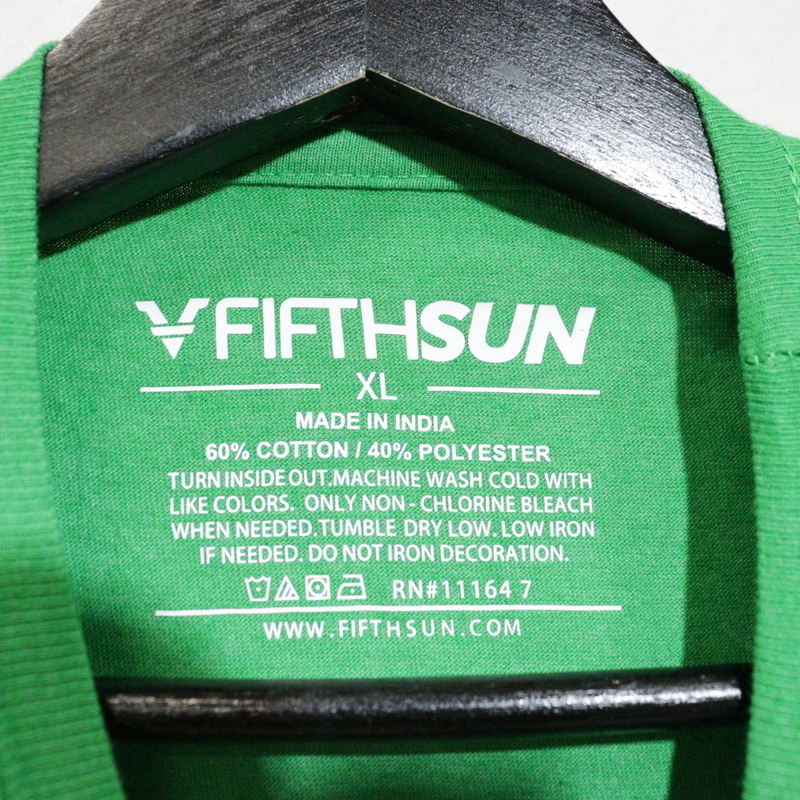 FIFTHSUN
XL
MADE IN INDIA
60% COTTON / 40% POLYESTER
TURN INSIDE OUT.MACHINE WASH COLD WITH
LIKE COLORS. ONLY NON - CHLORINE BLEACH
WHEN NEEDED.TUMBLE DRY LOW. LOW IRON
IF NEEDED. DO NOT IRON DECORATION.
RN#111647
WWW.FIFTHSUN.COM